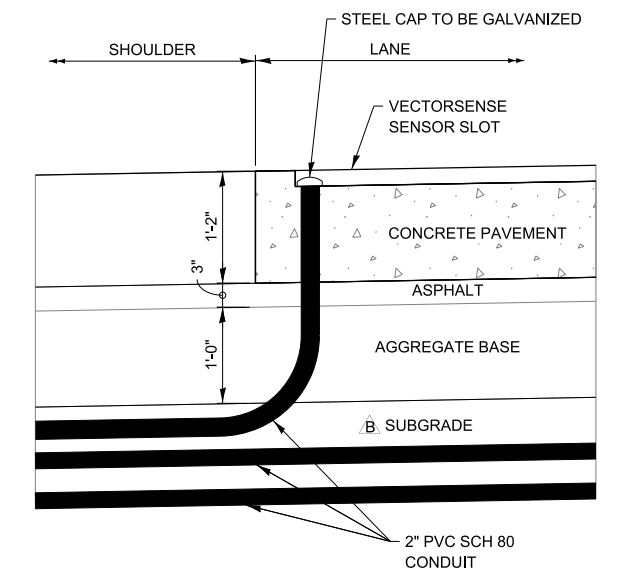 STEEL CAP TO BE GALVANIZED
SHOULDER
LANE
VECTORSENSE
SENSOR SLOT
1'-2"
CONCRETE PAVEMENT
3"
ASPHALT
1'-0"
AGGREGATE BASE
B SUBGRADE
2" PVC SCH 80
CONDUIT